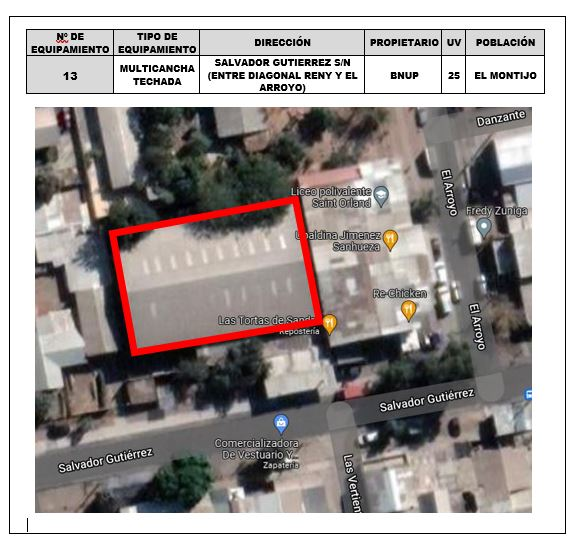 Nº DE EQUIPAMIENTO
TIPO DE EQUIPAMIENTO
DIRECCIÓN
PROPIETARIO
UV
POBLACIÓN
13
MULTICANCHA TECHADA
SALVADOR GUTIERREZ S/N
(ENTRE DIAGONAL RENY Y EL
ARROYO)
BNUP
25
EL MONTIJO
Danzante
El Arroyo
Liceo polivalente
Saint Orland
Fredy Zuniga
Ubaldina Jimenez
Sanhueza
Re-Chicken
Las Tortas de Sandr
Repostería
El Arroyo
Salvador Gutiérrez
Comercializadora
De Vestuario Y...
Zapatería
Salvador Gutiérrez
Las Vertient